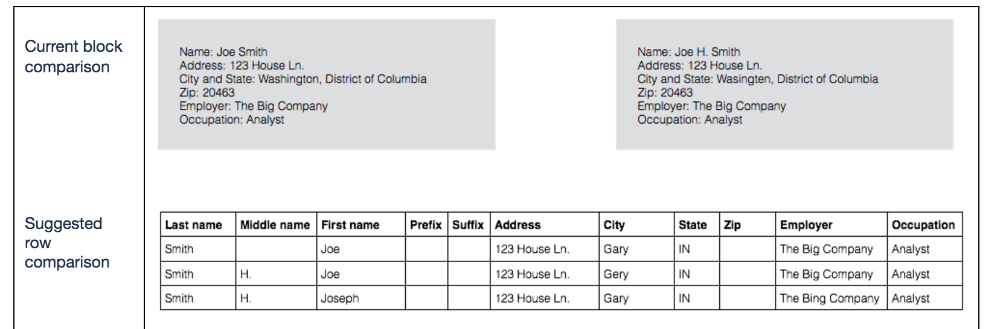 Current block
comparison
Name: Joe Smith
Address: 123 House Ln.
City and State: Washington, District of Columbia
Zip: 20463
Employer: The Big Company
Occupation: Analyst
Name: Joe H. Smith
Address: 123 House Ln.
City and State: Wasingten, District of Columbia
Zip: 20463
Employer: The Big Company
Occupation: Analyst
Suggested
row
comparison
Last name Middle name First name Prefix Suffix Address City State Zip Employer Occupation
Smith Joe 123 House Ln. Gary IN The Big Company Analyst
Smith H. Joe 123 House Ln. Gery IN The Big Company Analyst
Smith H. Joseph 123 House Ln. Gary IN The Bing Company Analyst